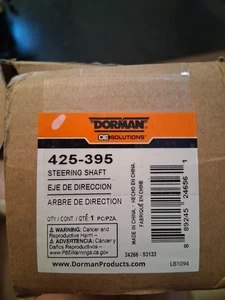 DORMAN
OE SOLUTIONS
425-395
STEERING SHAFT
EJE DE DIRECCION
ARBRE DE DIRECTION
QTY / CONT. / QTÉ 1 PC/PZA
⚠ WARNING: Cancer and
Reproductive Harm -
⚠ ADVERTENCIA: Cáncer y
Daños Reproductivos -
www.P65Warnings.ca.gov
MADE IN CHINA / HECHO EN CHINA
FABRIQUÉ EN CHINE
8 89245 24656 1
24266 - 53133
www.DormanProducts.com
LB1094